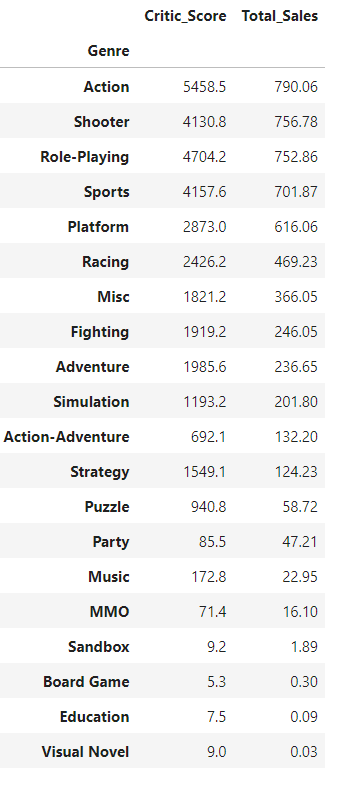 Critic_Score Total_Sales
Genre
Action 5458.5 790.06
Shooter 4130.8 756.78
Role-Playing 4704.2 752.86
Sports 4157.6 701.87
Platform 2873.0 616.06
Racing 2426.2 469.23
Misc 1821.2 366.05
Fighting 1919.2 246.05
Adventure 1985.6 236.65
Simulation 1193.2 201.80
Action-Adventure 692.1 132.20
Strategy 1549.1 124.23
Puzzle 940.8 58.72
Party 85.5 47.21
Music 172.8 22.95
MMO 71.4 16.10
Sandbox 9.2 1.89
Board Game 5.3 0.30
Education 7.5 0.09
Visual Novel 9.0 0.03